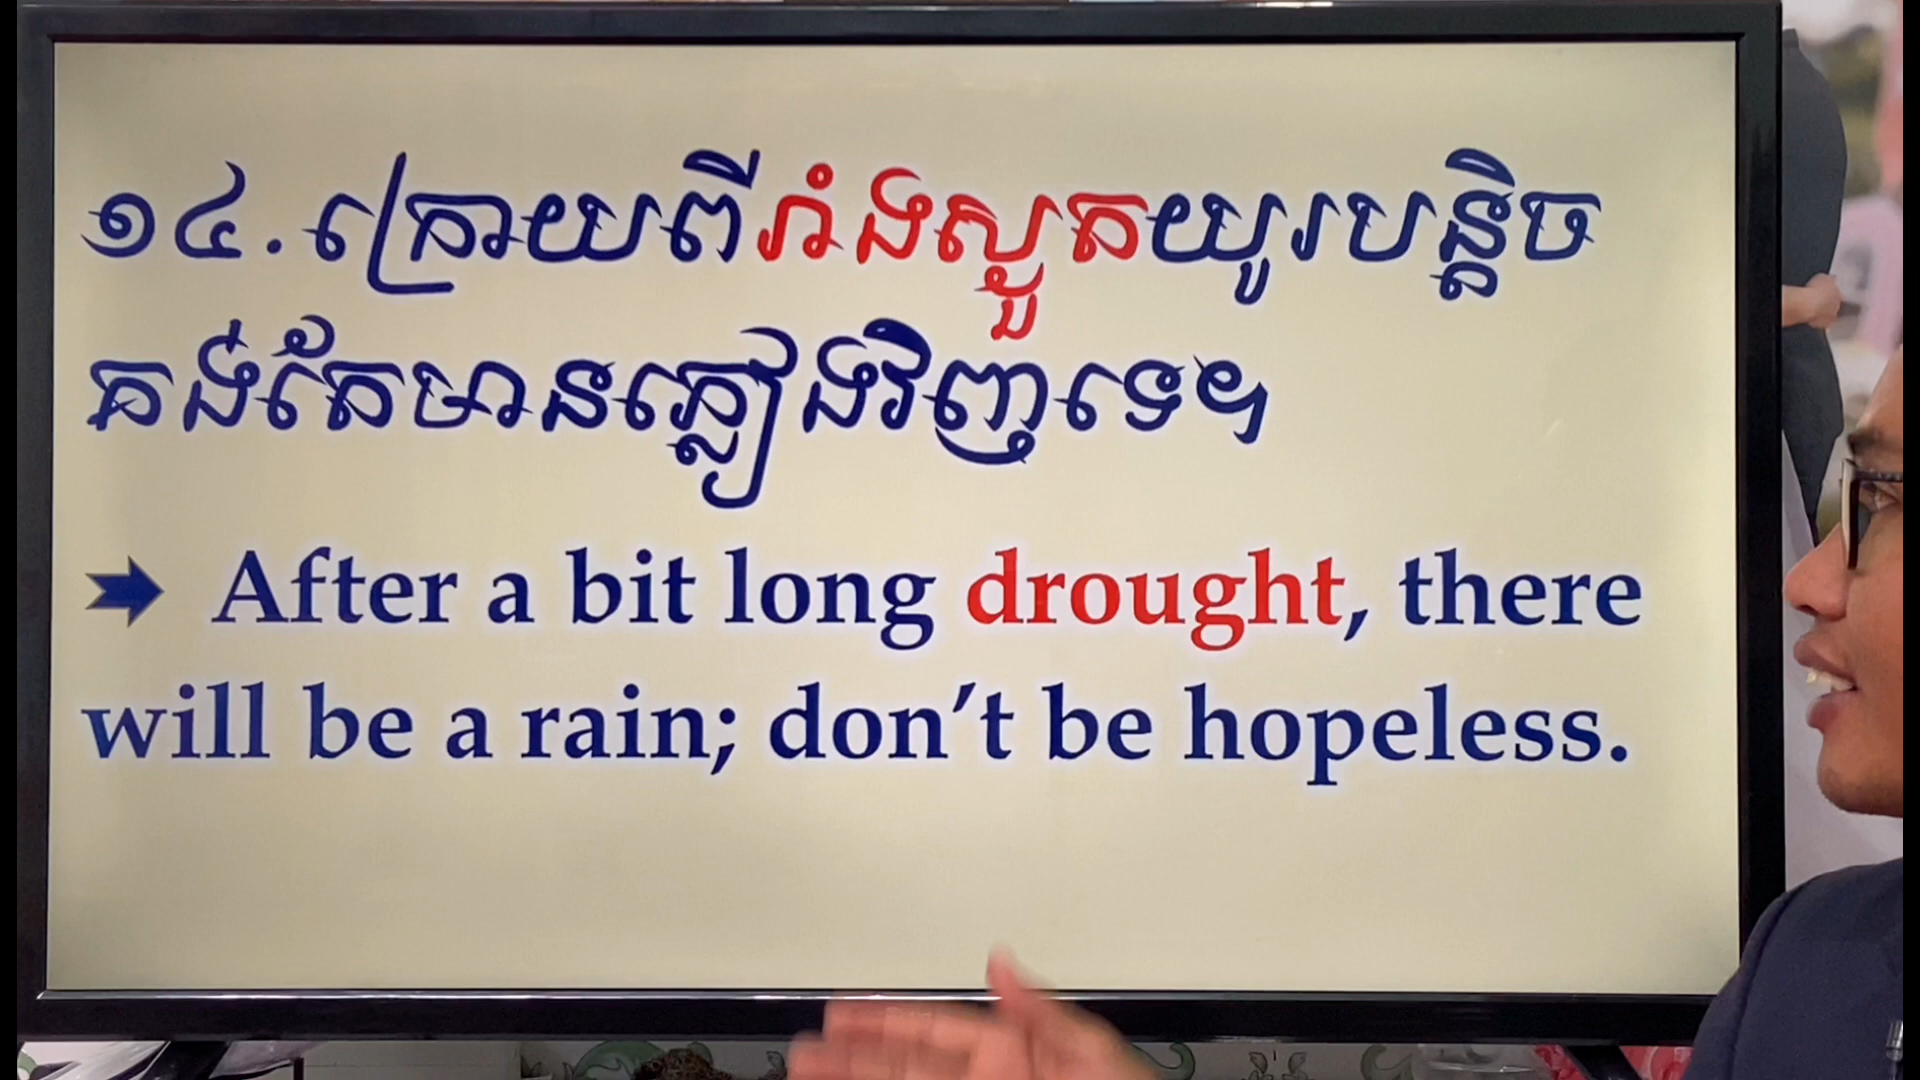 ១៤. ក្រោយពីរាំងស្ងួតយូរបន្តិច
គង់តែមានភ្លៀងវិញទេ។
➡ After a bit long drought, there
will be a rain; don’t be hopeless.